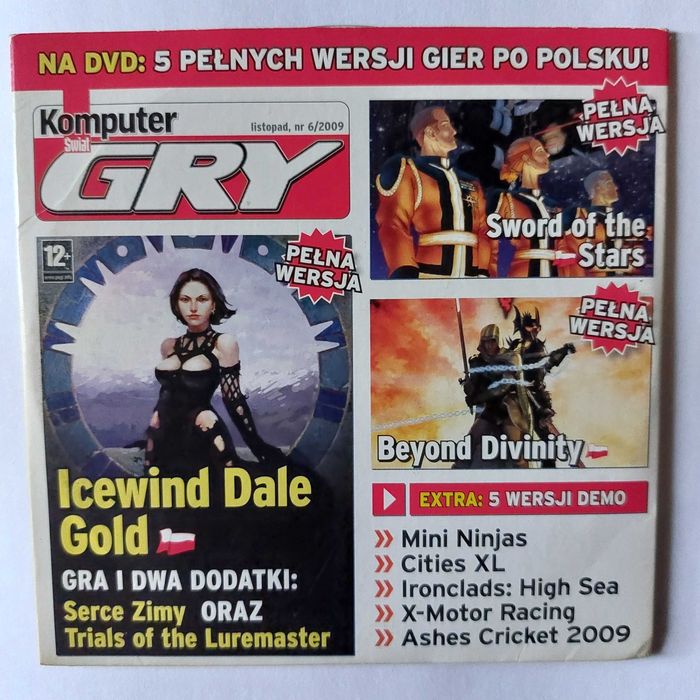 NA DVD: 5 PEŁNYCH WERSJI GIER PO POLSKU!
Komputer
Świat
GRY
listopad, nr 6/2009
12+
www.pegi.info
PEŁNA
WERSJA
Icewind Dale
Gold
GRA I DWA DODATKI:
Serce Zimy ORAZ
Trials of the Luremaster
PEŁNA
WERSJA
Sword of the
Stars
PEŁNA
WERSJA
Beyond Divinity
EXTRA: 5 WERSJI DEMO
» Mini Ninjas
» Cities XL
» Ironclads: High Sea
» X-Motor Racing
» Ashes Cricket 2009